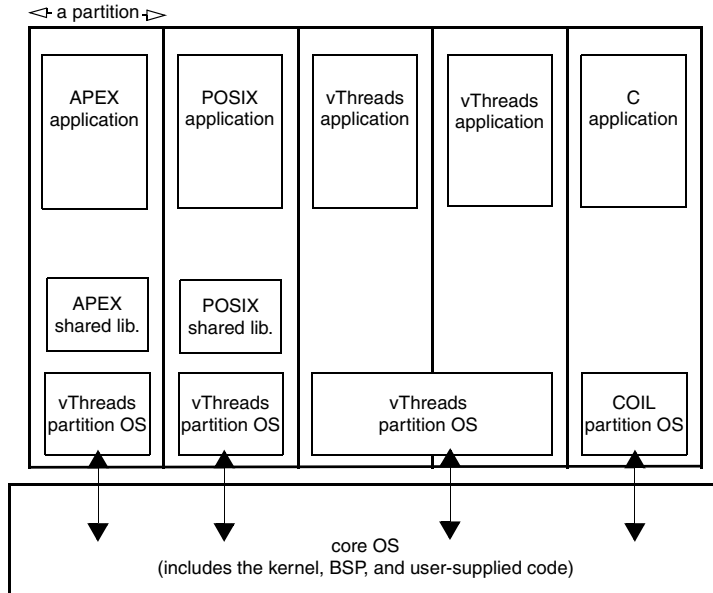 a partition
APEX
application
POSIX
application
vThreads
application
vThreads
application
C
application
APEX
shared lib.
POSIX
shared lib.
vThreads
partition OS
vThreads
partition OS
vThreads
partition OS
COIL
partition OS
core OS
(includes the kernel, BSP, and user-supplied code)